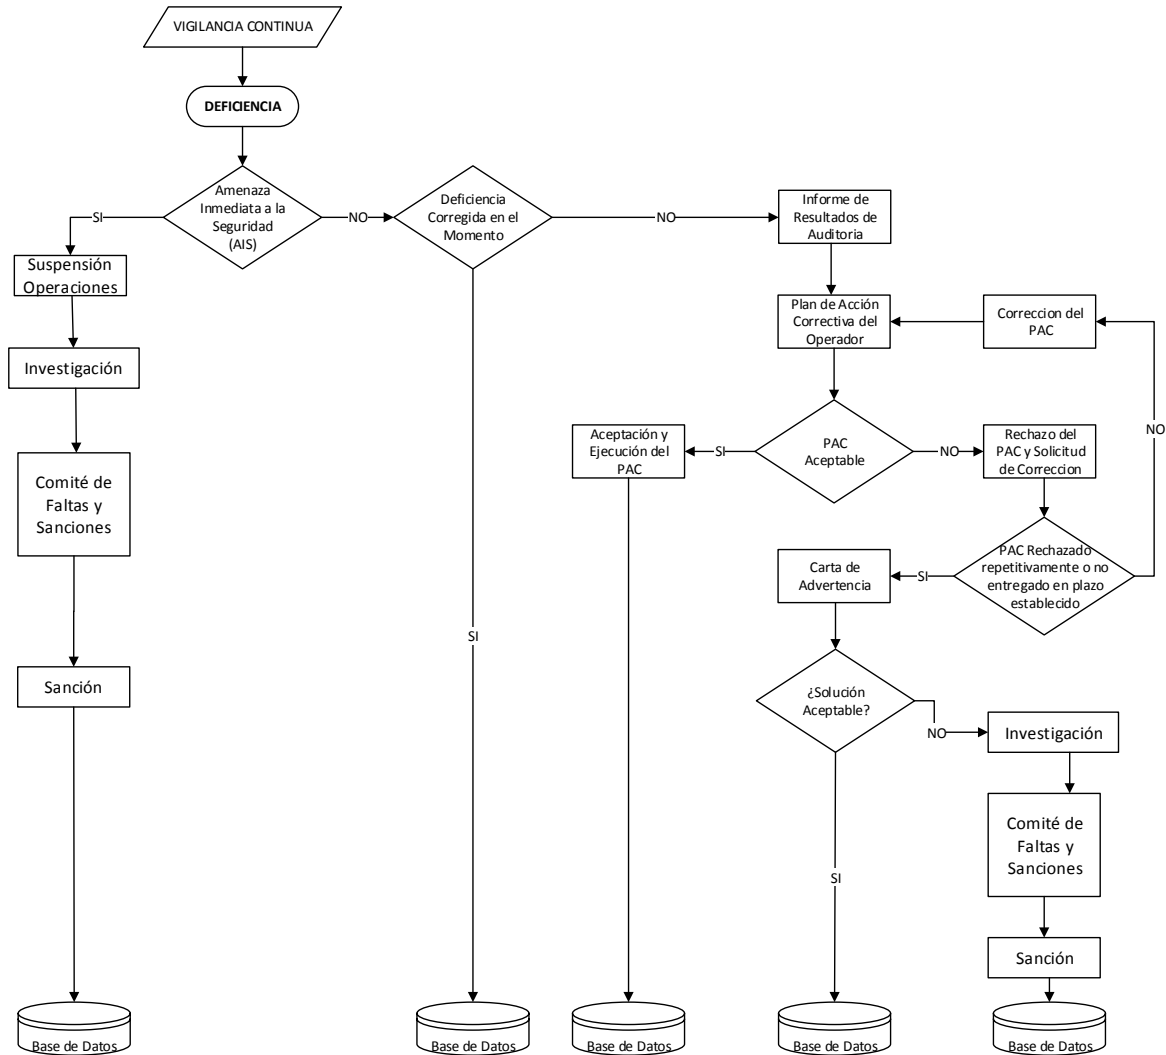 VIGILANCIA CONTINUA
DEFICIENCIA
Amenaza
Inmediata a la
Seguridad
(AIS)
SI
NO
Deficiencia
Corregida en el
Momento
NO
Informe de
Resultados de
Auditoria
Suspensión
Operaciones
Plan de Acción
Correctiva del
Operador
Correccion del
PAC
Investigación
NO
Aceptación y
Ejecución del
PAC
SI
PAC
Aceptable
NO
Rechazo del
PAC y Solicitud
de Correccion
Comité de
Faltas y
Sanciones
Carta de
Advertencia
SI
PAC Rechazado
repetitivamente o no
entregado en plazo
establecido
SI
Sanción
¿Solución
Aceptable?
NO
Investigación
Comité de
Faltas y
Sanciones
SI
Sanción
Base de Datos
Base de Datos
Base de Datos
Base de Datos
Base de Datos